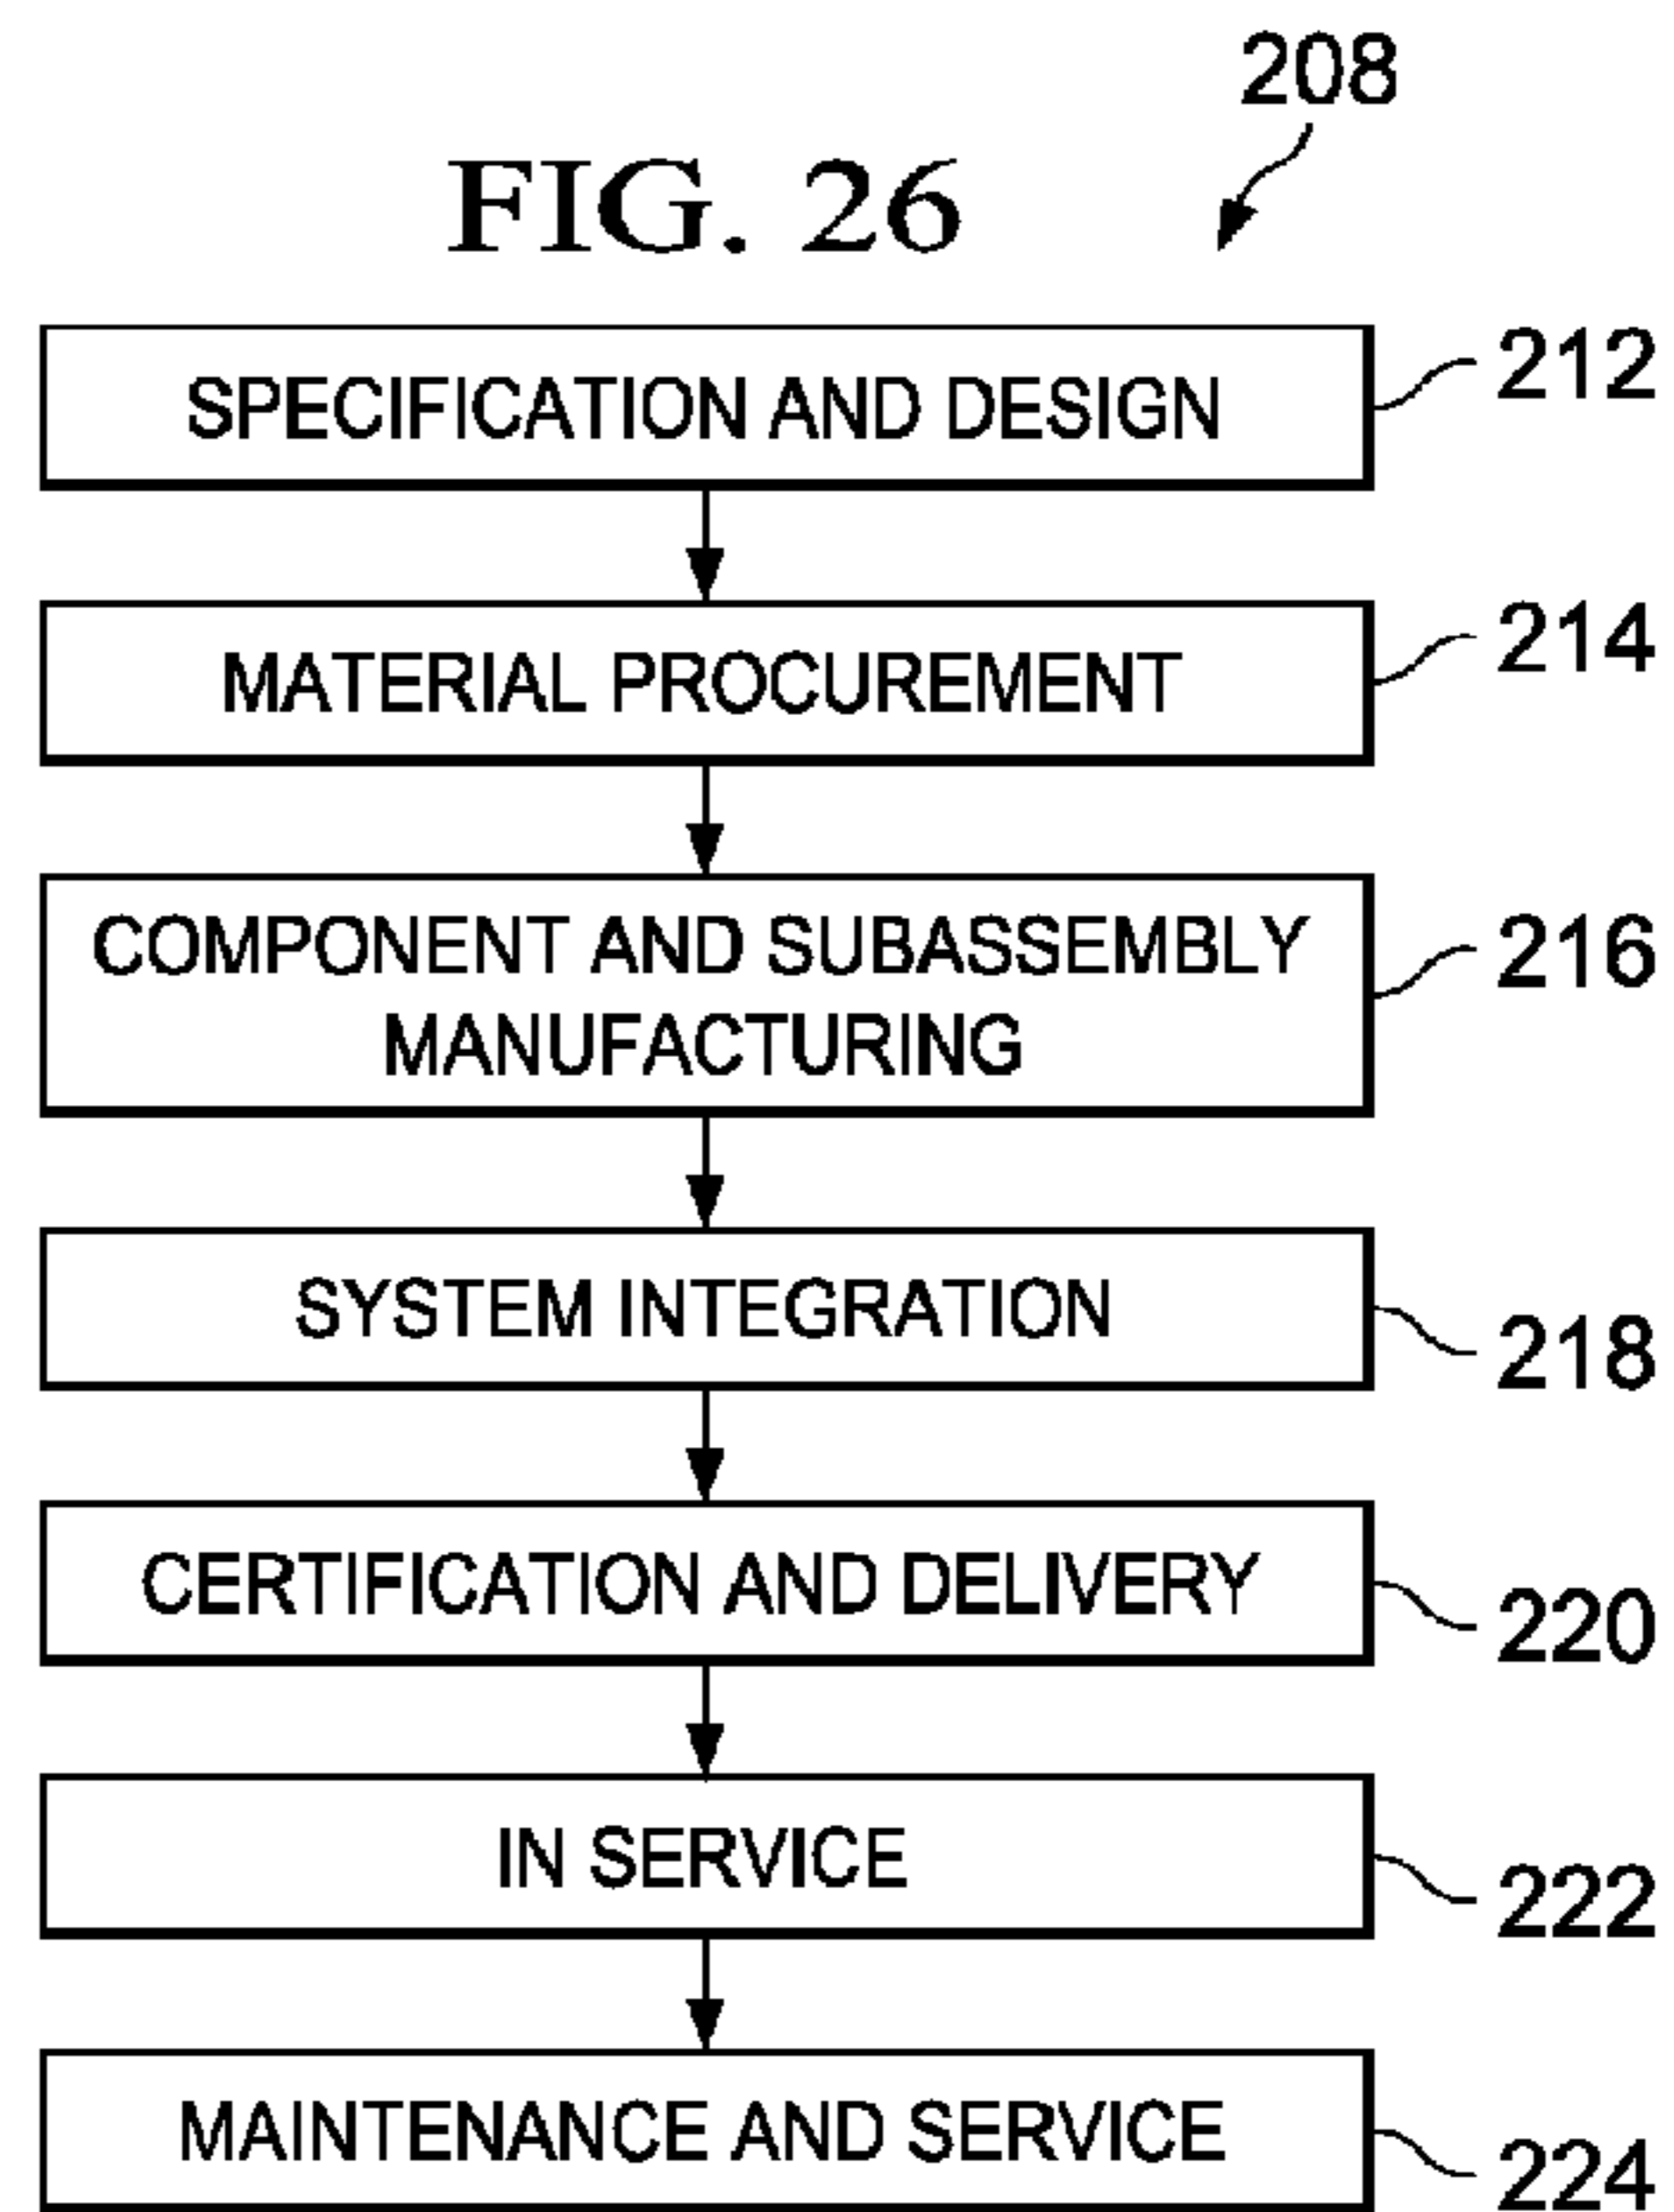 208
FIG. 26
SPECIFICATION AND DESIGN
212
MATERIAL PROCUREMENT
214
COMPONENT AND SUBASSEMBLY
MANUFACTURING
216
SYSTEM INTEGRATION
218
CERTIFICATION AND DELIVERY
220
IN SERVICE
222
MAINTENANCE AND SERVICE
224